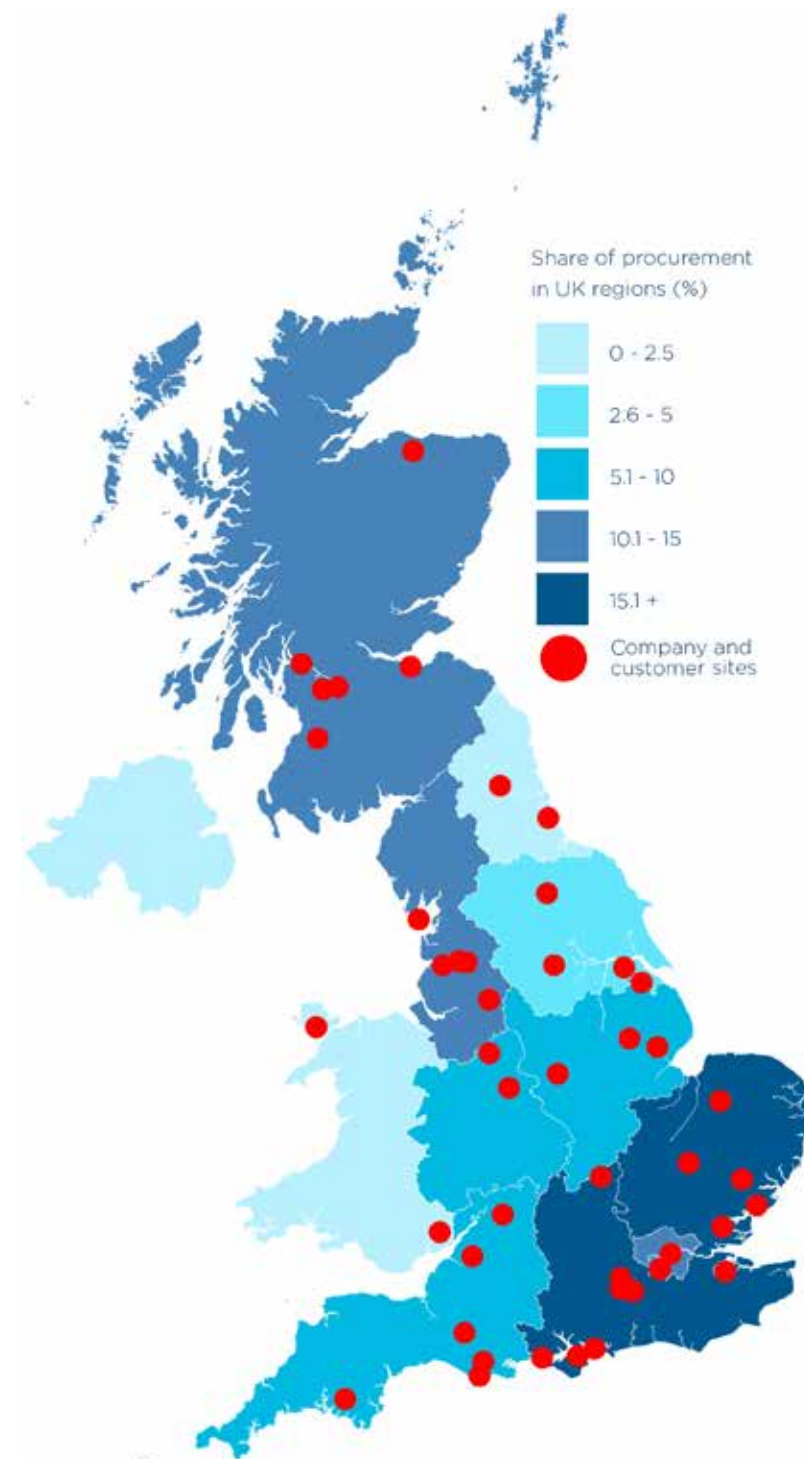 Share of procurement
in UK regions (%)
0 - 2.5
2.6 - 5
5.1 - 10
10.1 - 15
15.1 +
Company and
customer sites